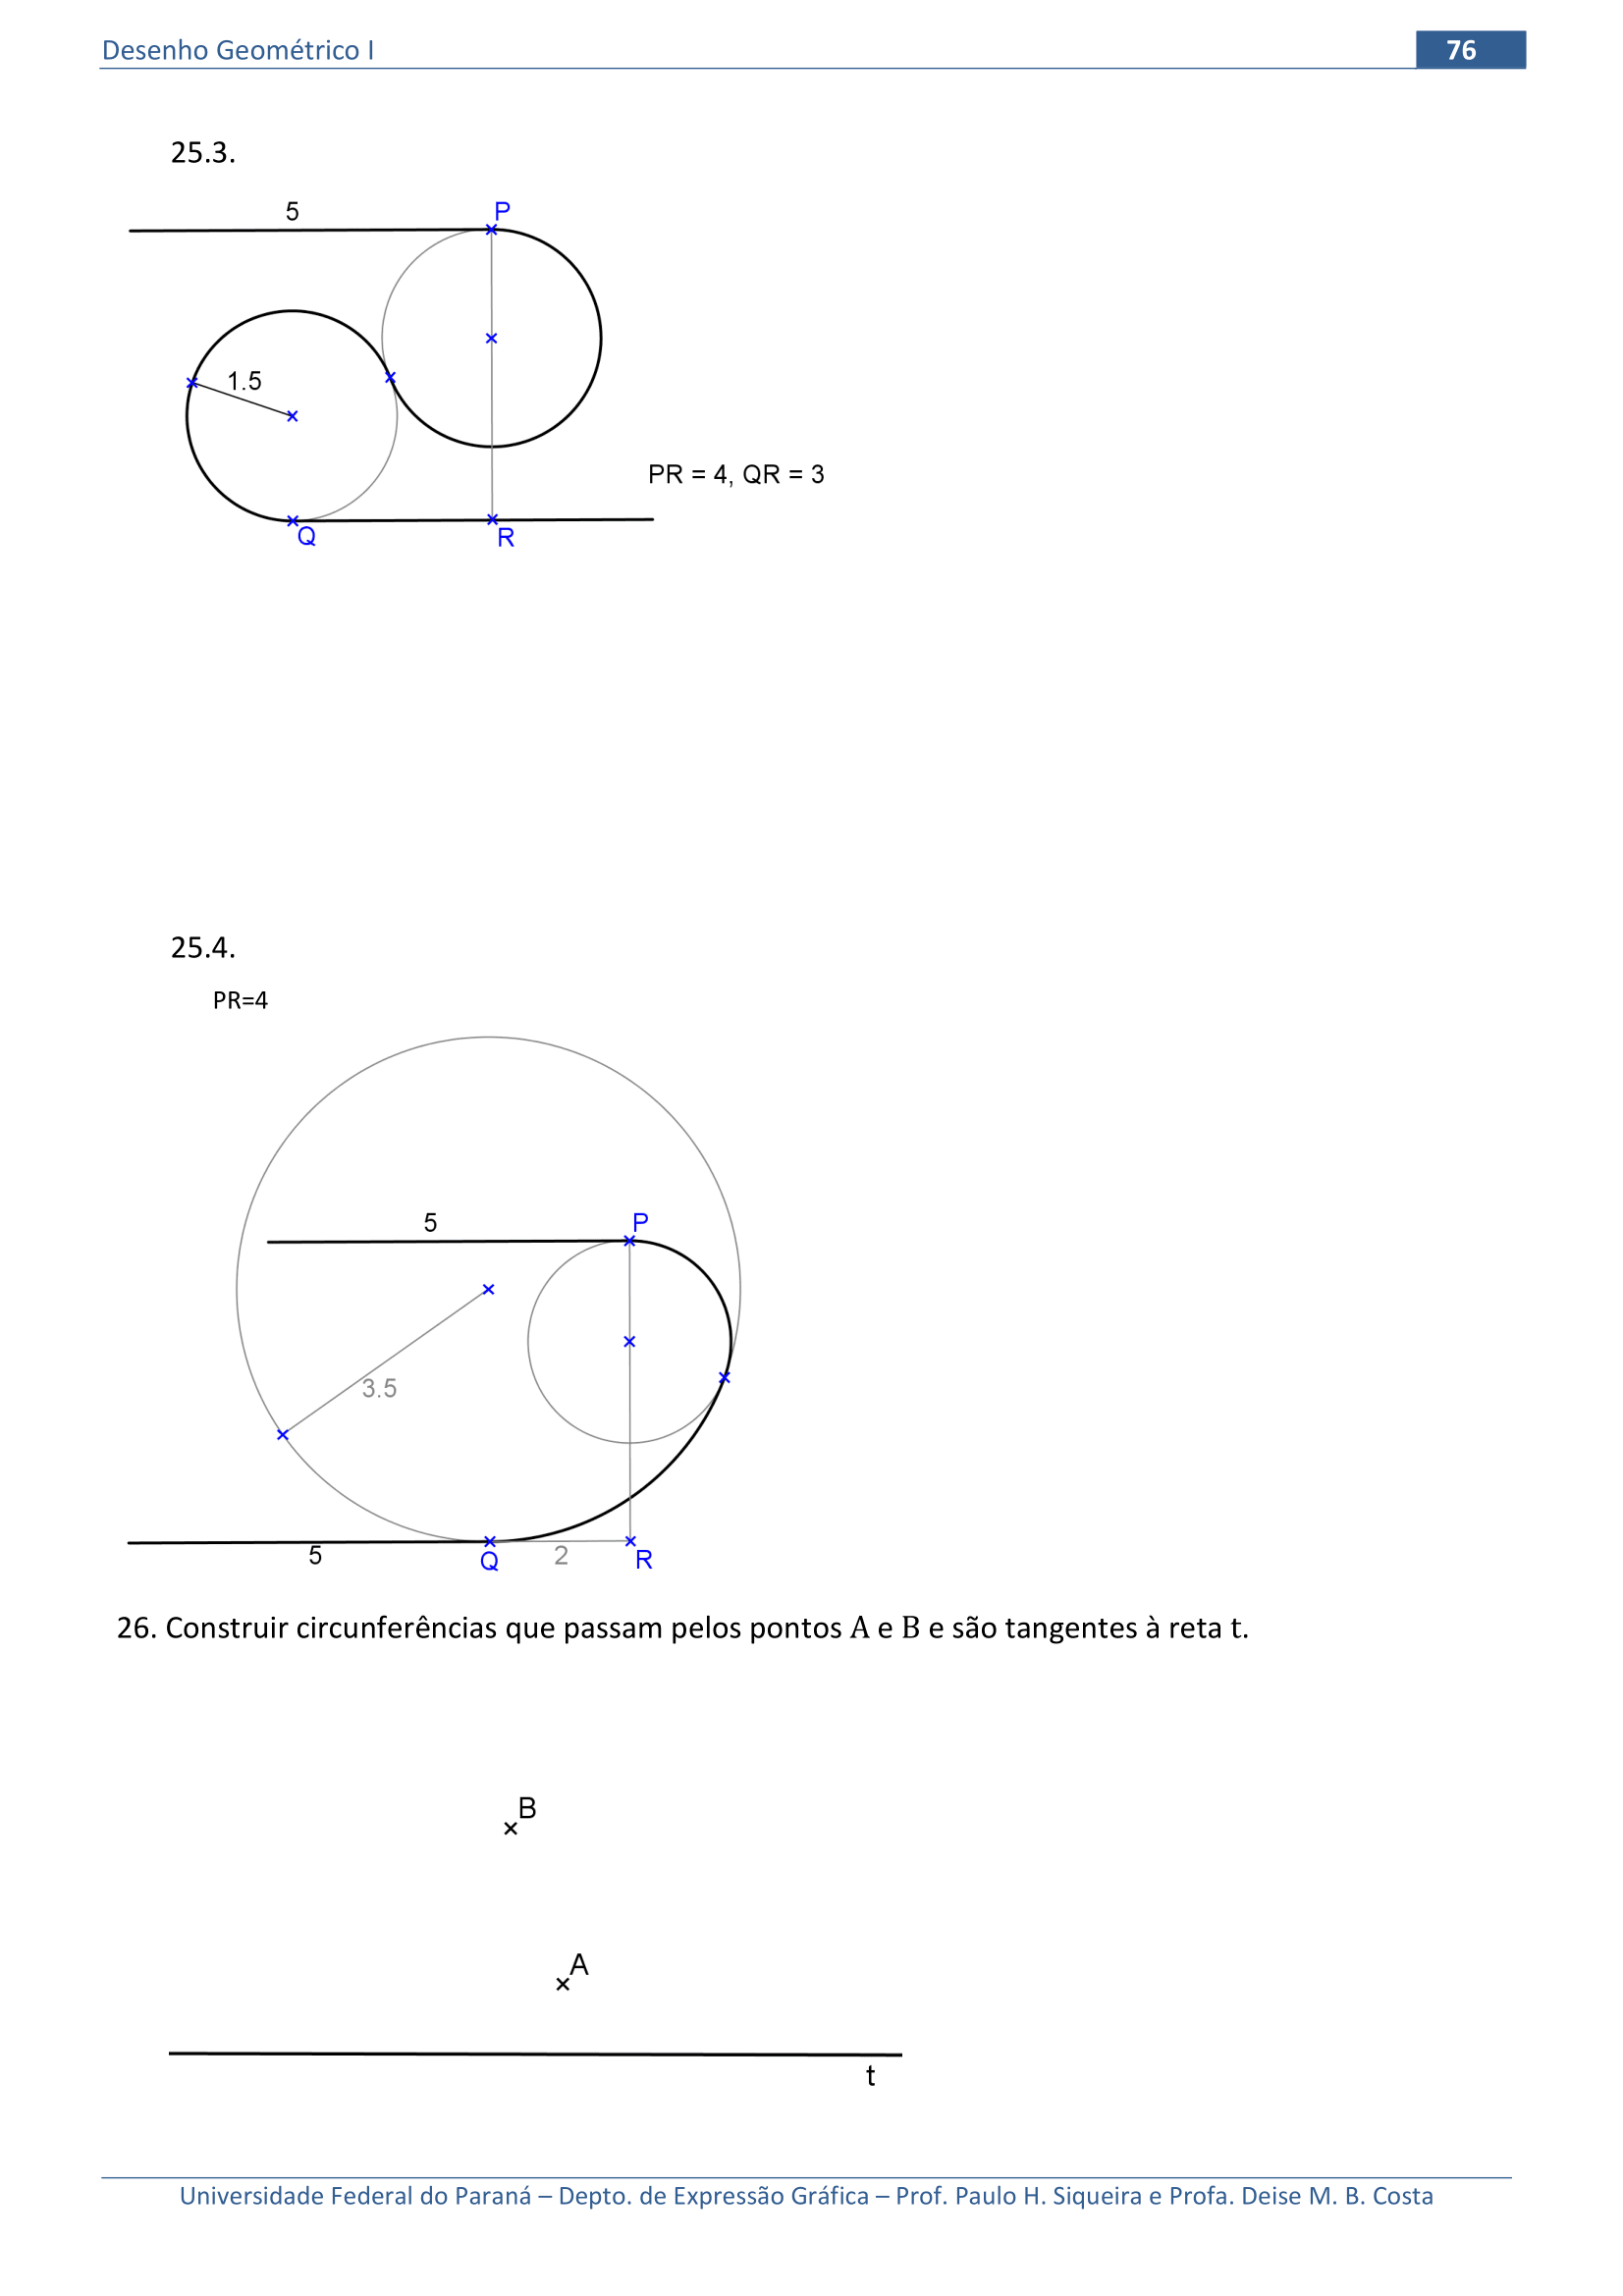 Desenho Geométrico I 76
25.3.
5 P
1.5
PR = 4, QR = 3
Q R
25.4.
PR=4
5 P
3.5
5 Q 2 R
26. Construir circunferências que passam pelos pontos A e B e são tangentes à reta t.
B
A
t
Universidade Federal do Paraná – Depto. de Expressão Gráfica – Prof. Paulo H. Siqueira e Profa. Deise M. B. Costa